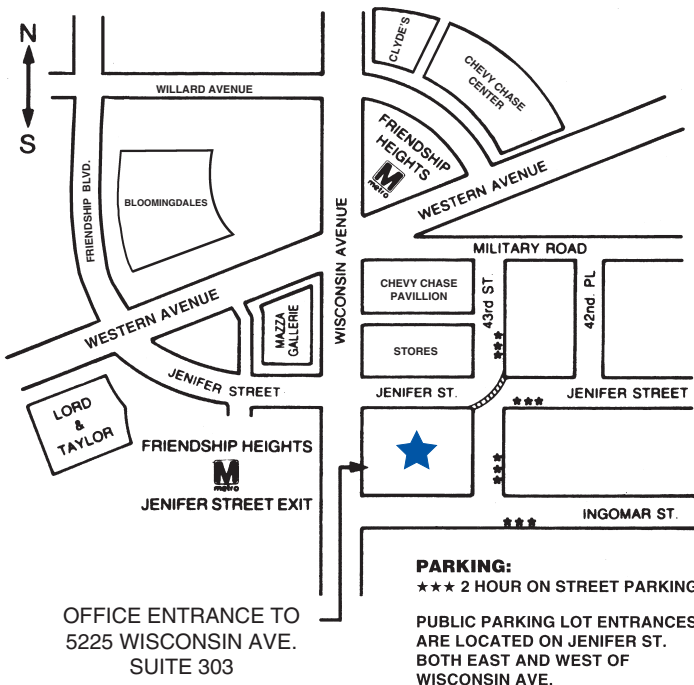 N
S
WILLARD AVENUE
CLYDE'S
CHEVY CHASE
CENTER
FRIENDSHIP
HEIGHTS
M
metro
WESTERN AVENUE
FRIENDSHIP BLVD.
BLOOMINGDALES
WISCONSIN AVENUE
MILITARY ROAD
WESTERN AVENUE
MAZZA
GALLERIE
CHEVY CHASE
PAVILLION
43rd ST.
42nd. PL
STORES
JENIFER STREET
JENIFER ST.
JENIFER STREET
LORD
&
TAYLOR
FRIENDSHIP HEIGHTS
M
metro
JENIFER STREET EXIT
INGOMAR ST.
OFFICE ENTRANCE TO
5225 WISCONSIN AVE.
SUITE 303
PARKING:
★★★ 2 HOUR ON STREET PARKING
PUBLIC PARKING LOT ENTRANCES
ARE LOCATED ON JENIFER ST.
BOTH EAST AND WEST OF
WISCONSIN AVE.